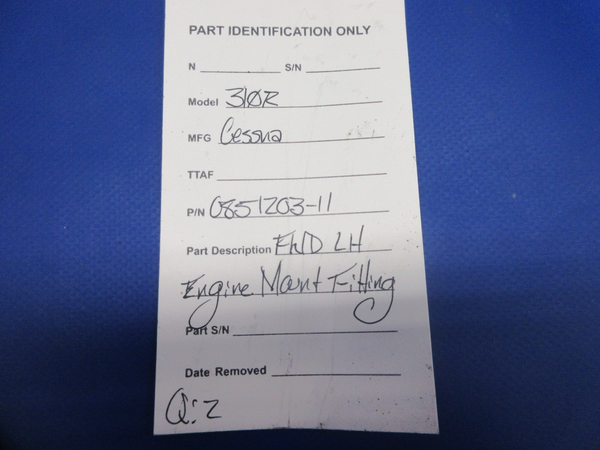 PART IDENTIFICATION ONLY
N S/N
Model 310R
MFG Cessna
TTAF
P/N 0851203-11
Part Description FWD LH
Engine Mount Fitting
Part S/N
Date Removed
Q: 2